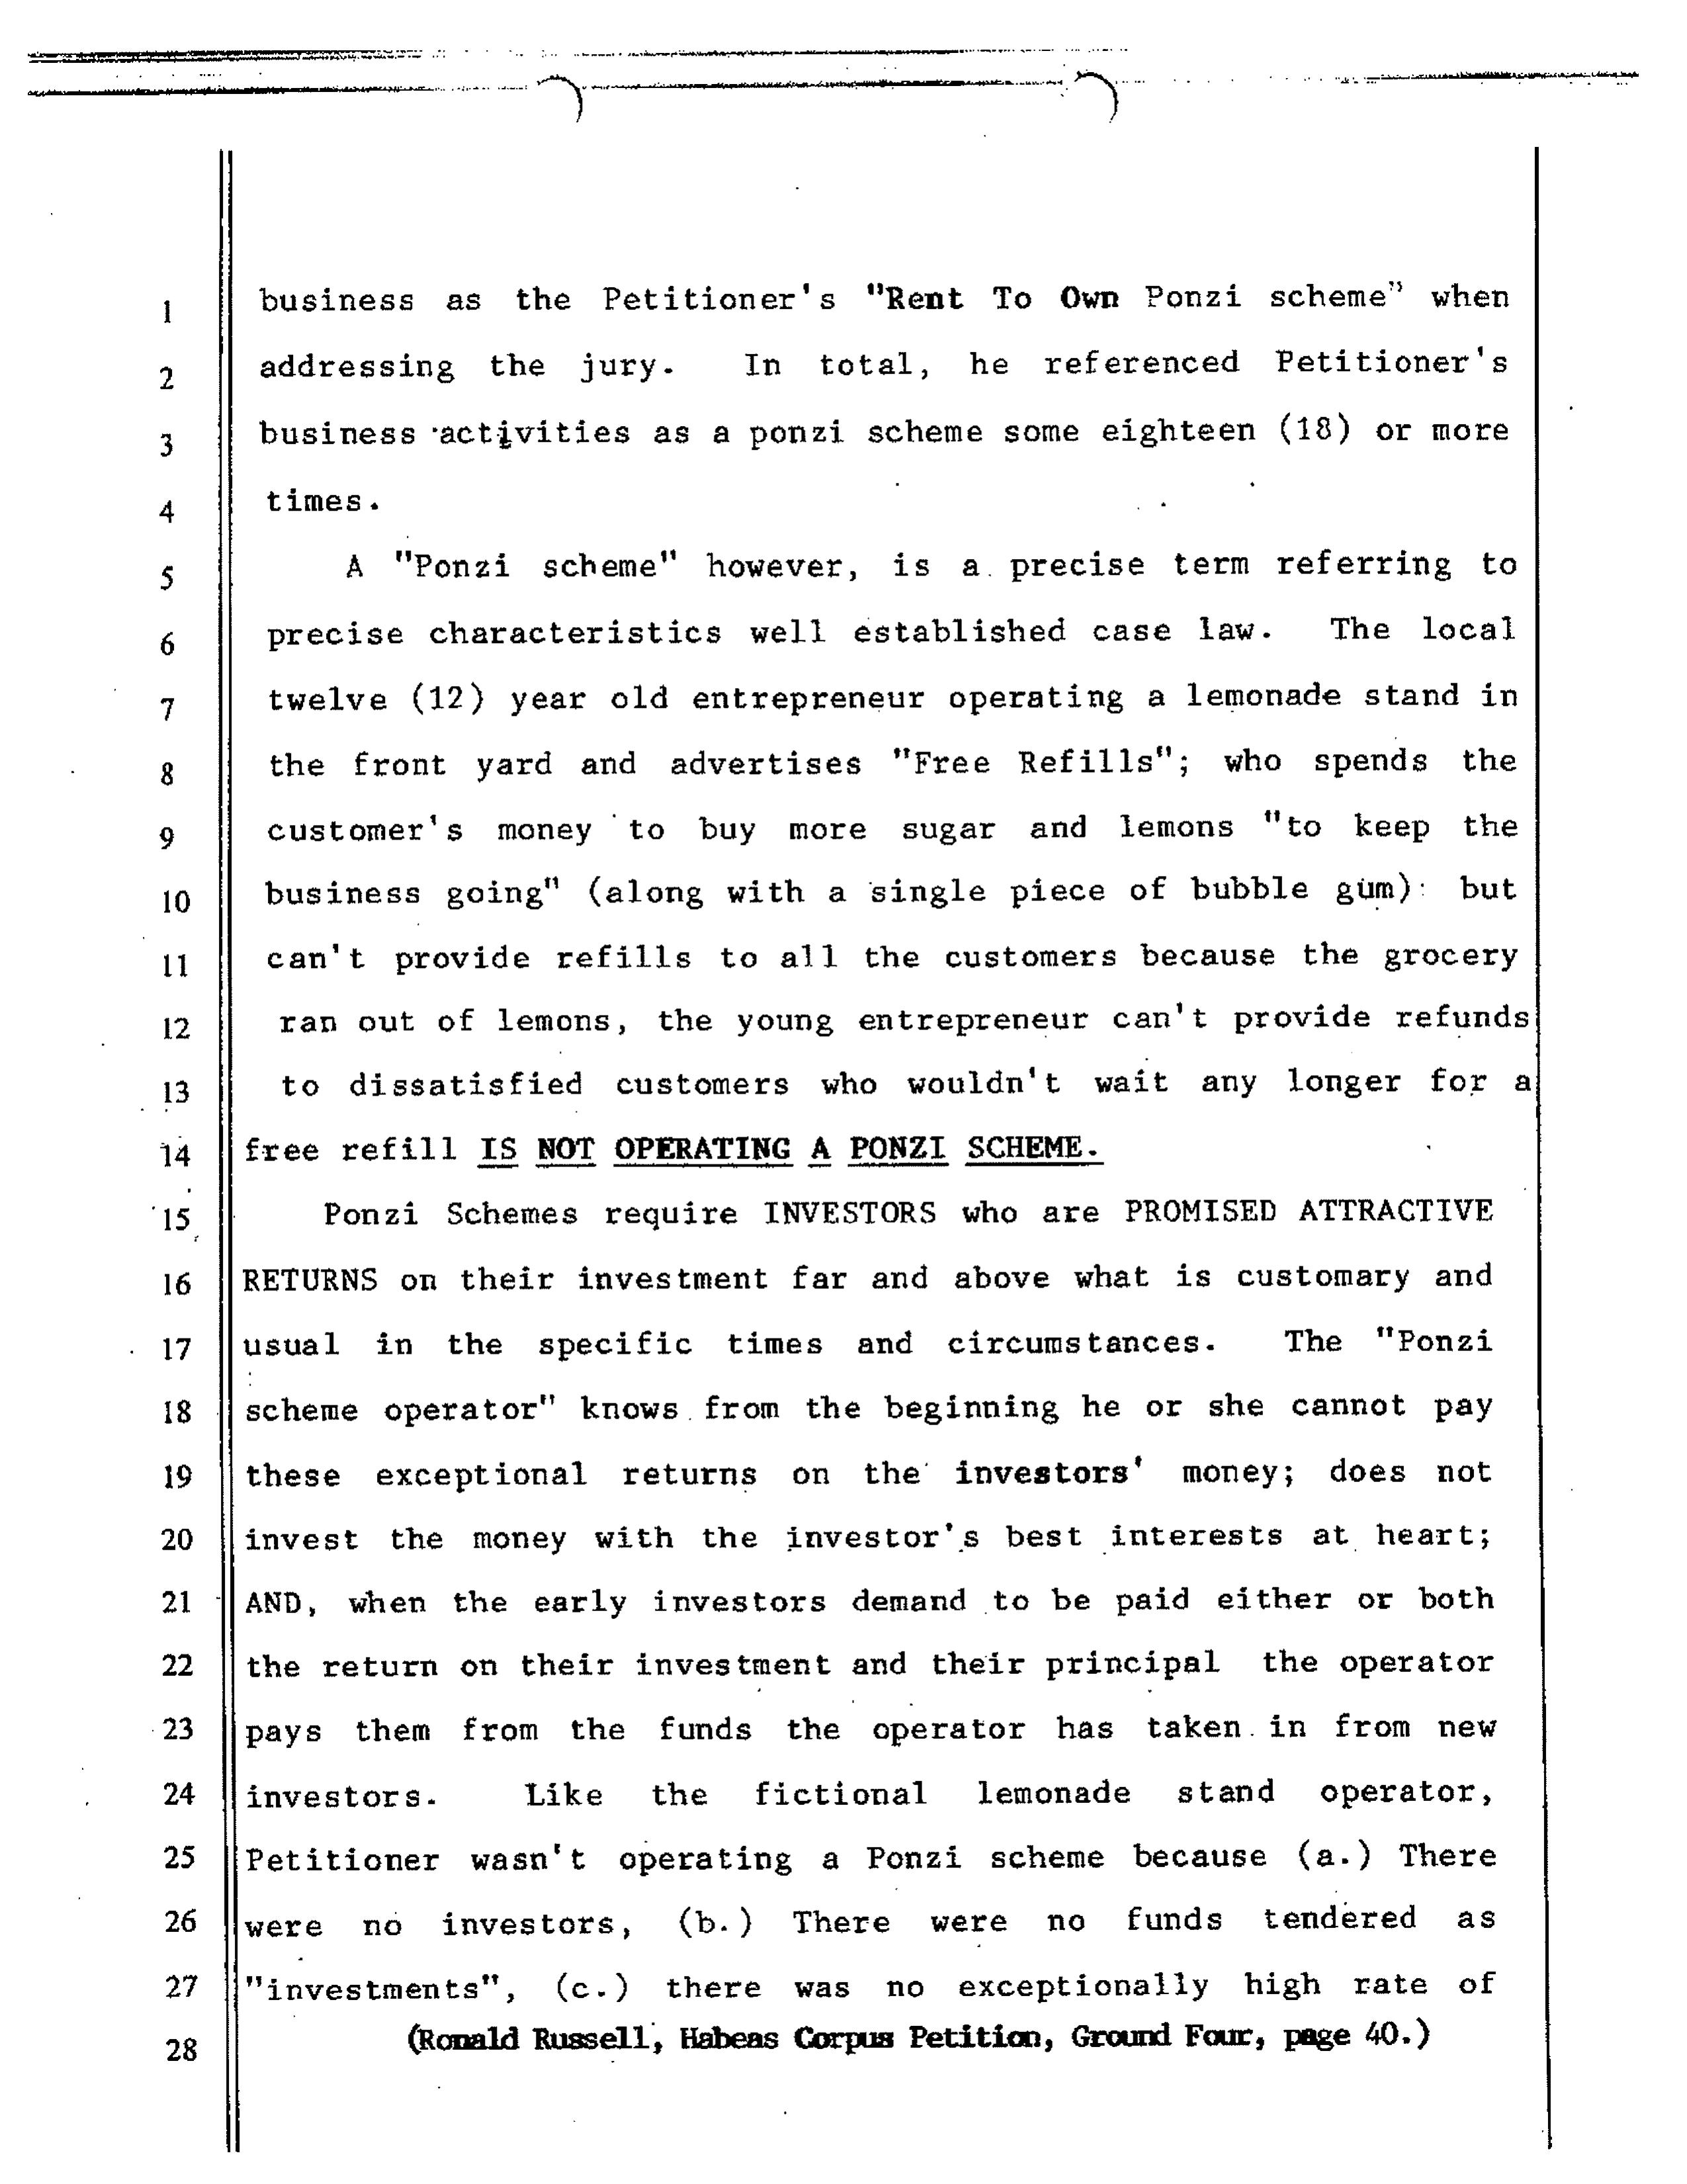 1 business as the Petitioner's "Rent To Own Ponzi scheme" when
2 addressing the jury. In total, he referenced Petitioner's
3 business activities as a ponzi scheme some eighteen (18) or more
4 times.
5 A "Ponzi scheme" however, is a precise term referring to
6 precise characteristics well established case law. The local
7 twelve (12) year old entrepreneur operating a lemonade stand in
8 the front yard and advertises "Free Refills"; who spends the
9 customer's money to buy more sugar and lemons "to keep the
10 business going" (along with a single piece of bubble gum): but
11 can't provide refills to all the customers because the grocery
12 ran out of lemons, the young entrepreneur can't provide refunds
13 to dissatisfied customers who wouldn't wait any longer for a
14 free refill IS NOT OPERATING A PONZI SCHEME.
15 Ponzi Schemes require INVESTORS who are PROMISED ATTRACTIVE
16 RETURNS on their investment far and above what is customary and
17 usual in the specific times and circumstances. The "Ponzi
18 scheme operator" knows from the beginning he or she cannot pay
19 these exceptional returns on the investors' money; does not
20 invest the money with the investor's best interests at heart;
21 AND, when the early investors demand to be paid either or both
22 the return on their investment and their principal the operator
23 pays them from the funds the operator has taken in from new
24 investors. Like the fictional lemonade stand operator,
25 Petitioner wasn't operating a Ponzi scheme because (a.) There
26 were no investors, (b.) There were no funds tendered as
27 "investments", (c.) there was no exceptionally high rate of
28 (Ronald Russell, Habeas Corpus Petition, Ground Four, page 40.)